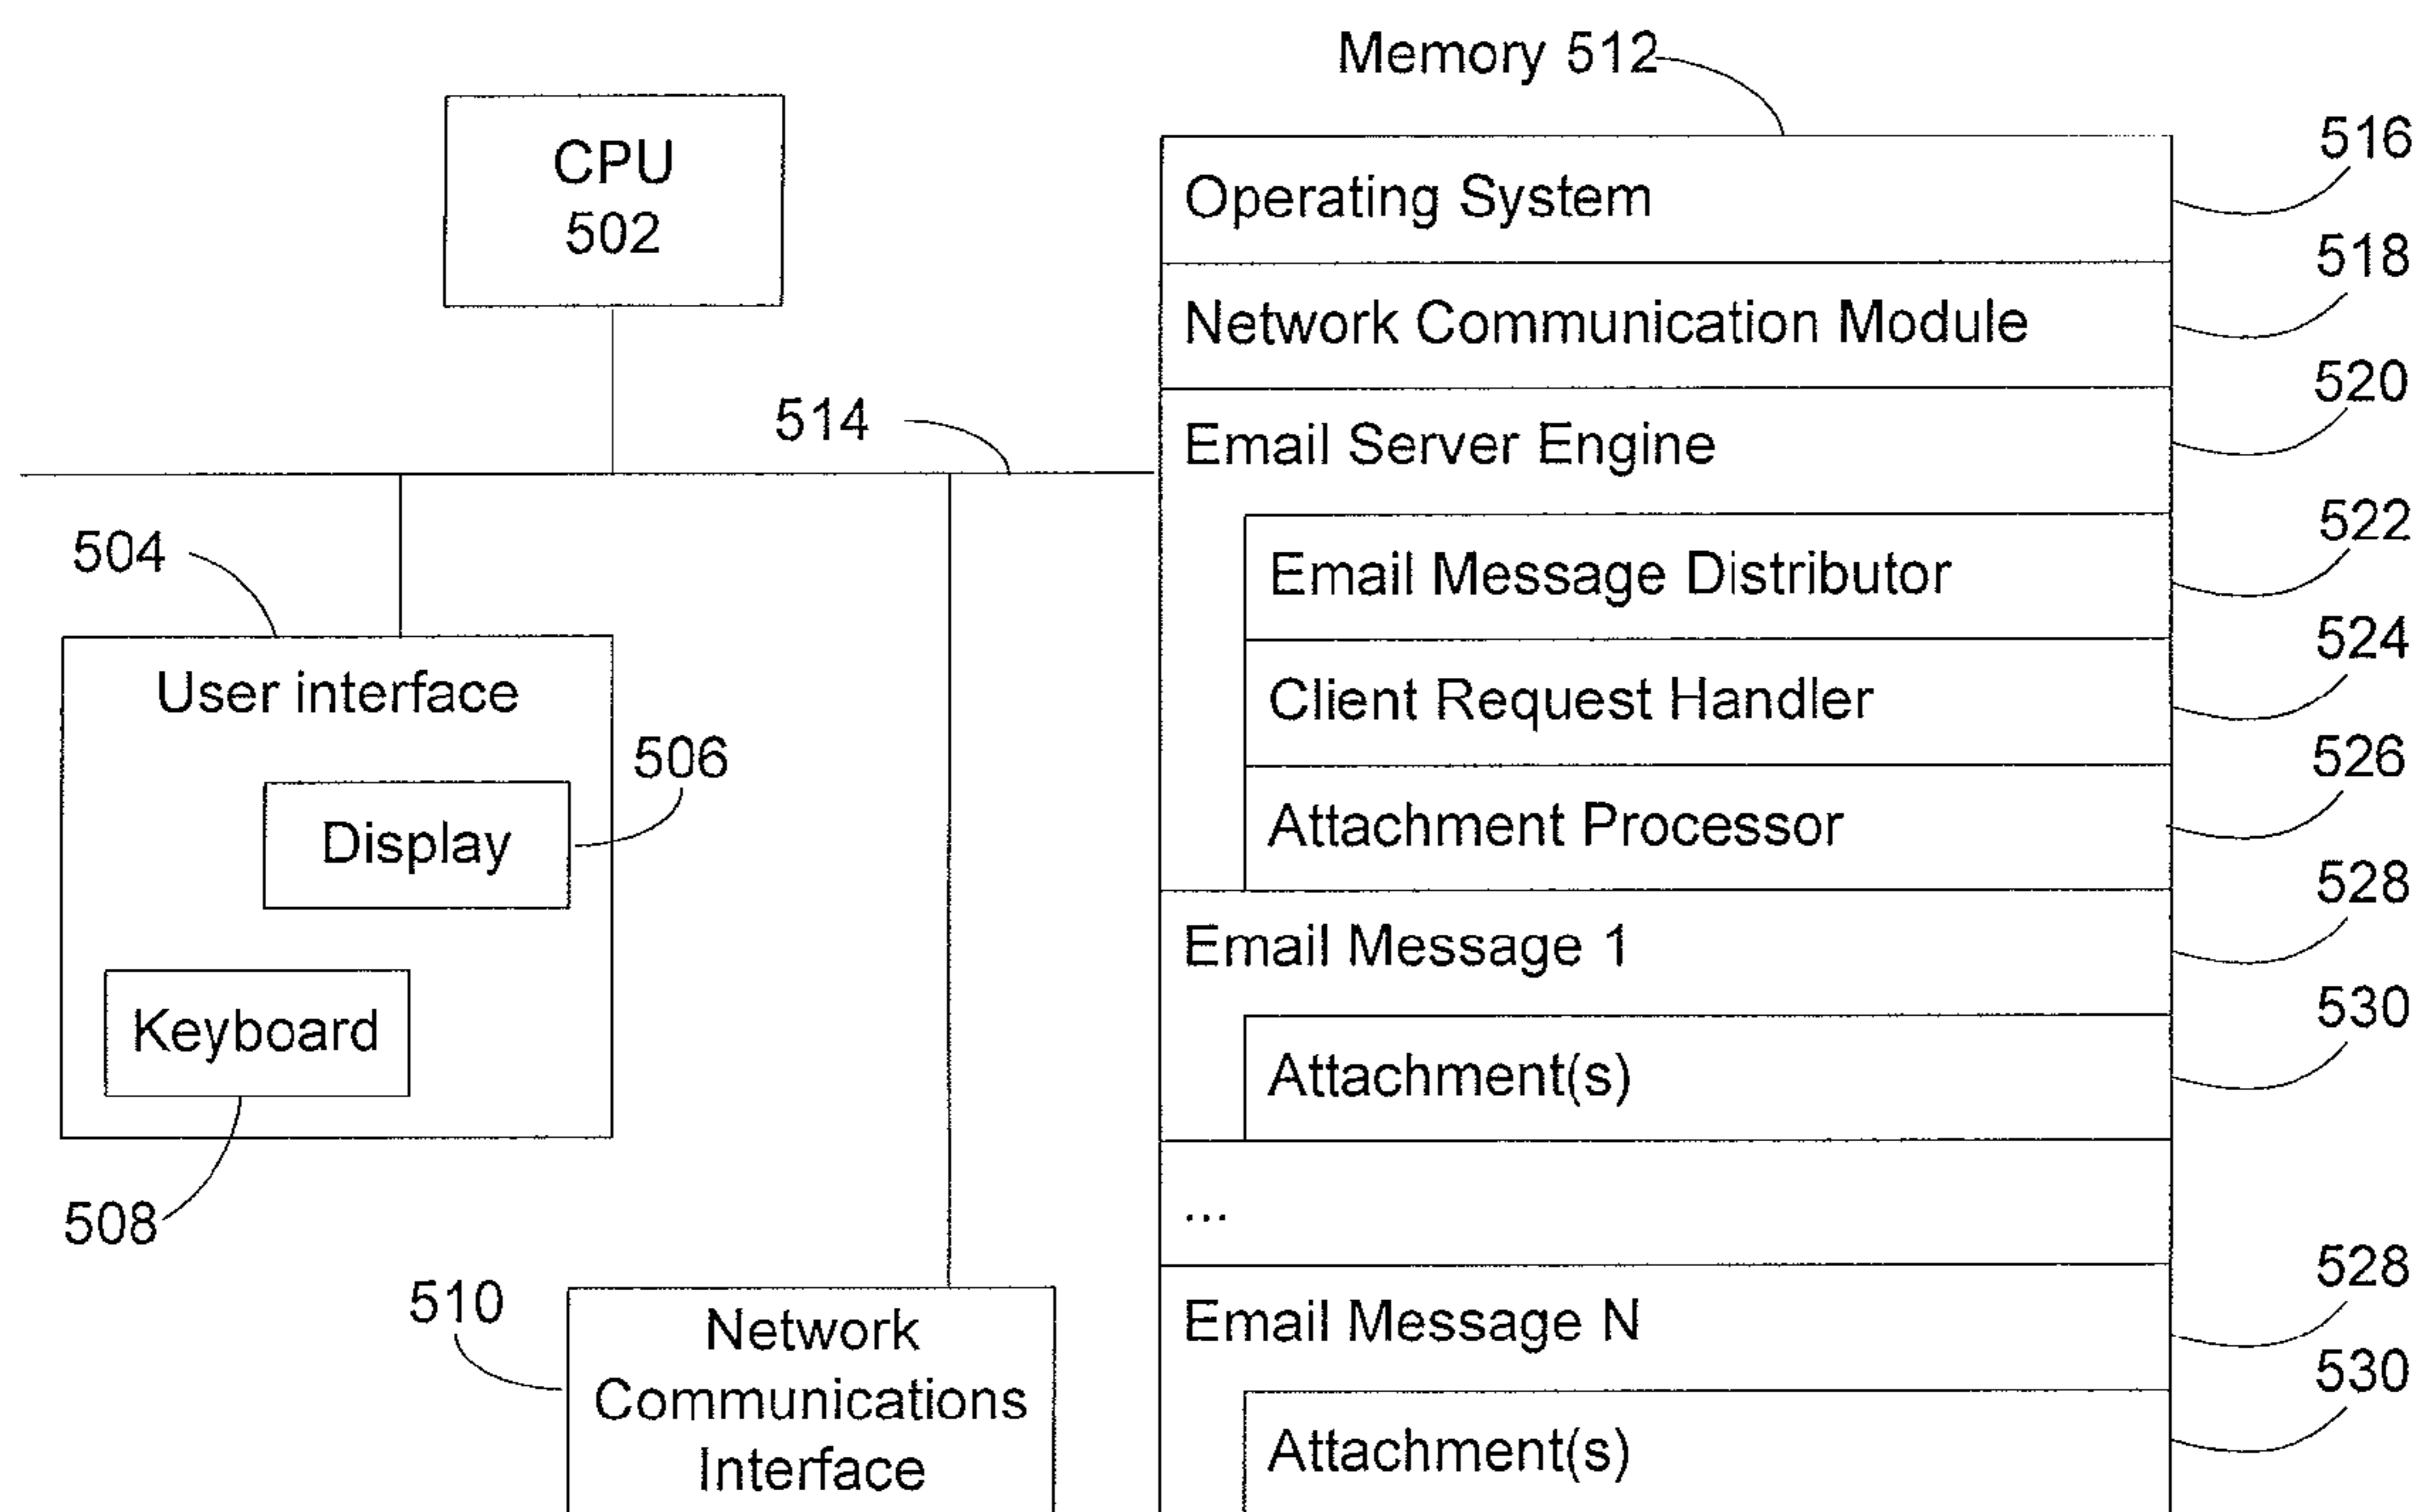 Memory 512
CPU
502
514
504
User interface
506
Display
Keyboard
508
510
Network
Communications
Interface
Operating System
516
Network Communication Module
518
Email Server Engine
520
Email Message Distributor
522
Client Request Handler
524
Attachment Processor
526
Email Message 1
528
Attachment(s)
530
...
Email Message N
528
Attachment(s)
530